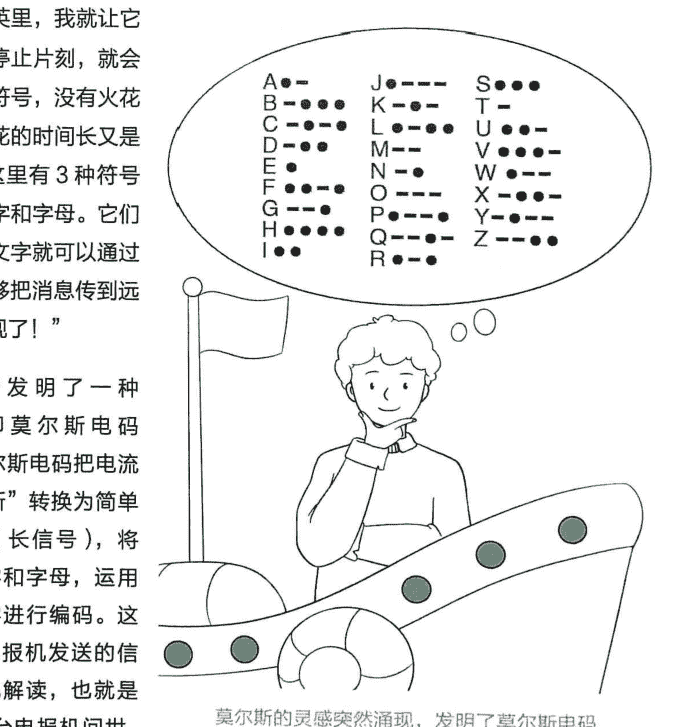 英里，我就让它
停止片刻，就会
符号，没有火花
花的时间长又是
这里有 3 种符号
字和字母。它们
文字就可以通过
够把消息传到远
现了！”
发明了一种
莫尔斯电码
尔斯电码把电流
”转换为简单
长信号），将
字和字母，运用
进行编码。这
报机发送的信
解读，也就是
台电报机问世，
A●–
B–●●●
C–●–●
D–●●
E●
F●●–●
G––●
H●●●●
I●●
J●–––
K–●–
L●–●●
M––
N–●
O–––
P●––●
Q––●–
R●–●
S●●●
T–
U●●–
V●●●–
W●––
X–●●–
Y–●––
Z––●●
莫尔斯的灵感突然涌现，发明了莫尔斯电码